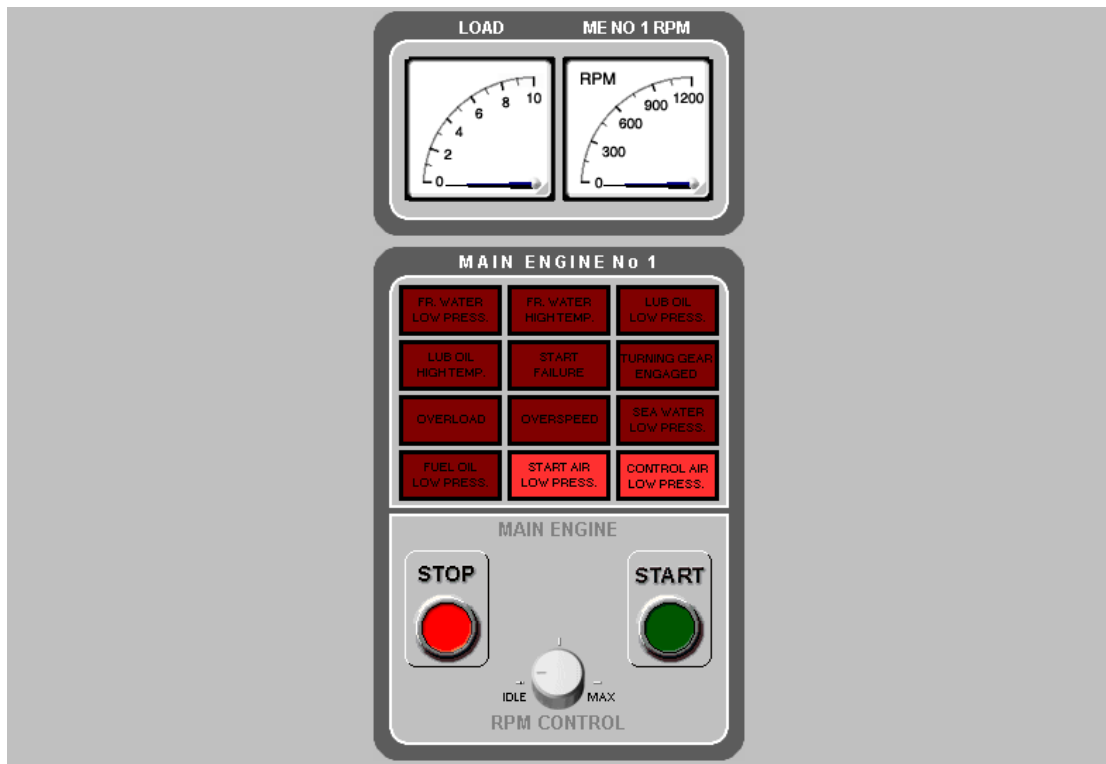 LOAD
ME NO 1 RPM
10
8
6
4
2
0
RPM
1200
900
600
300
0
MAIN ENGINE No 1
FR. WATER
LOW PRESS.
FR. WATER
HIGH TEMP.
LUB OIL
LOW PRESS.
LUB OIL
HIGH TEMP.
START
FAILURE
TURNING GEAR
ENGAGED
OVERLOAD
OVERSPEED
SEA WATER
LOW PRESS.
FUEL OIL
LOW PRESS.
START AIR
LOW PRESS.
CONTROL AIR
LOW PRESS.
MAIN ENGINE
STOP
START
IDLE
MAX
RPM CONTROL